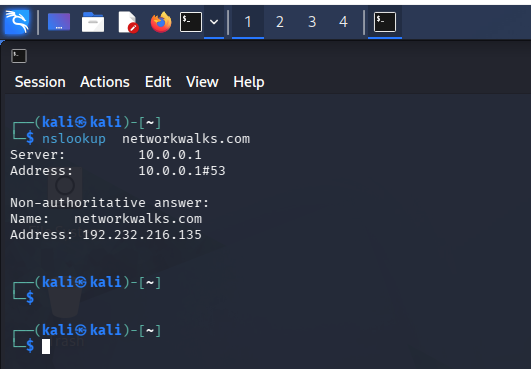 1 2 3 4
Session Actions Edit View Help
┌──(kali㉿kali)-[~]
└─$ nslookup  networkwalks.com
Server:         10.0.0.1
Address:        10.0.0.1#53
Non-authoritative answer:
Name:   networkwalks.com
Address: 192.232.216.135
┌──(kali㉿kali)-[~]
└─$
┌──(kali㉿kali)-[~]
└─$